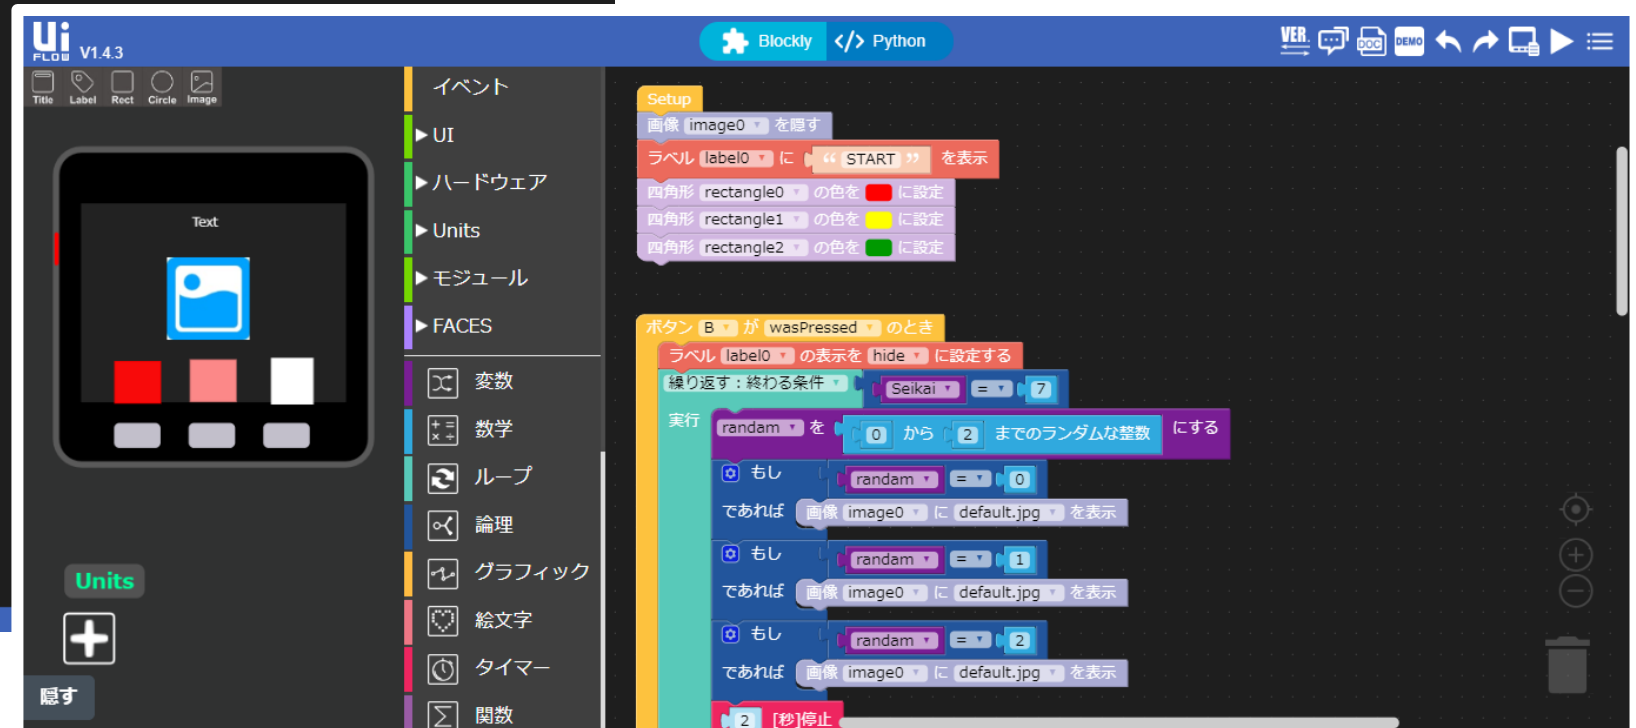 Ui
FLOW V1.4.3
Blockly </> Python
VER. DOC DEMO
Title Label Rect Circle Image
Text
Units
隠す
イベント
UI
ハードウェア
Units
モジュール
FACES
変数
数学
ループ
論理
グラフィック
絵文字
タイマー
関数
Setup
画像 image0 を隠す
ラベル label0 に “ START ” を表示
四角形 rectangle0 の色を に設定
四角形 rectangle1 の色を に設定
四角形 rectangle2 の色を に設定
ボタン B が wasPressed のとき
ラベル label0 の表示を hide に設定する
繰り返す：終わる条件 Seikai = 7
実行 randam を 0 から 2 までのランダムな整数 にする
もし randam = 0
であれば 画像 image0 に default.jpg を表示
もし randam = 1
であれば 画像 image0 に default.jpg を表示
もし randam = 2
であれば 画像 image0 に default.jpg を表示
2 [秒]停止